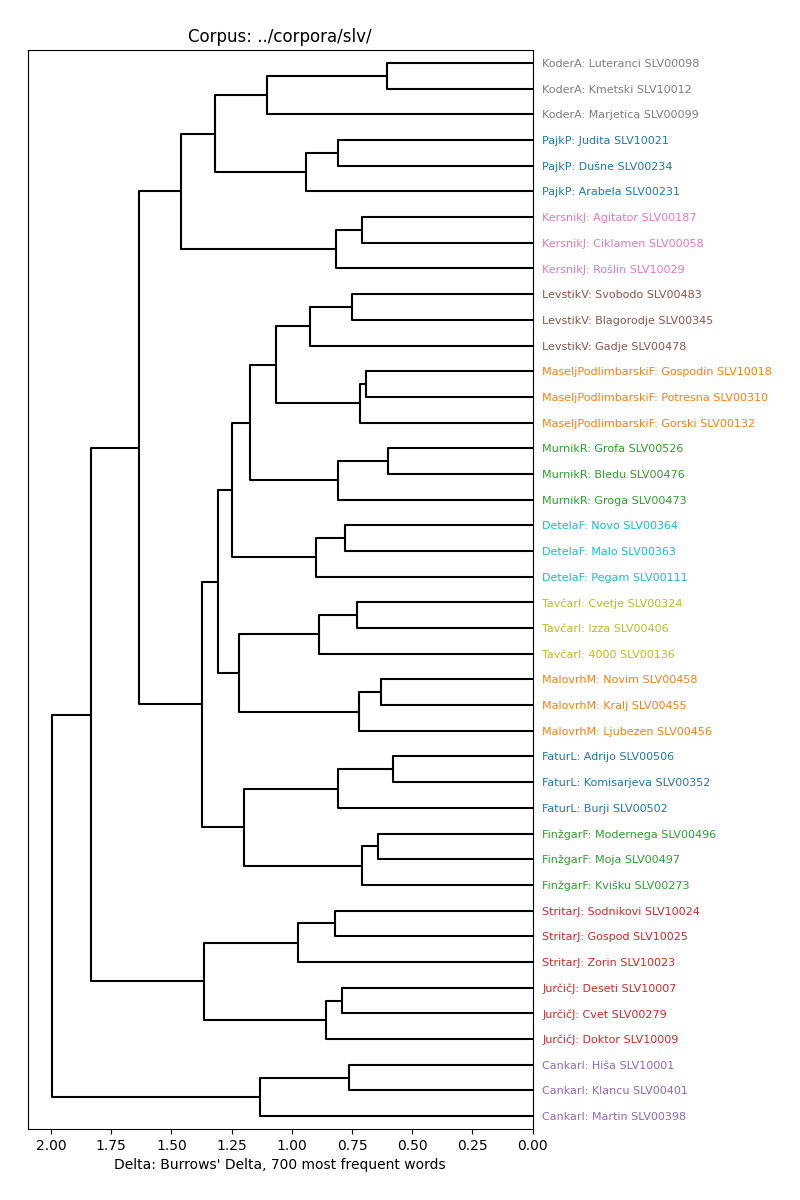 Corpus: ../corpora/slv/
KoderA: Luteranci SLV00098
KoderA: Kmetski SLV10012
KoderA: Marjetica SLV00099
PajkP: Judita SLV10021
PajkP: Dušne SLV00234
PajkP: Arabela SLV00231
KersnikJ: Agitator SLV00187
KersnikJ: Ciklamen SLV00058
KersnikJ: Rošlin SLV10029
LevstikV: Svobodo SLV00483
LevstikV: Blagorodje SLV00345
LevstikV: Gadje SLV00478
MaseljPodlimbarskiF: Gospodin SLV10018
MaseljPodlimbarskiF: Potresna SLV00310
MaseljPodlimbarskiF: Gorski SLV00132
MurnikR: Grofa SLV00526
MurnikR: Bledu SLV00476
MurnikR: Groga SLV00473
DetelaF: Novo SLV00364
DetelaF: Malo SLV00363
DetelaF: Pegam SLV00111
TavčarI: Cvetje SLV00324
TavčarI: Izza SLV00406
TavčarI: 4000 SLV00136
MalovrhM: Novim SLV00458
MalovrhM: Kralj SLV00455
MalovrhM: Ljubezen SLV00456
FaturL: Adrijo SLV00506
FaturL: Komisarjeva SLV00352
FaturL: Burji SLV00502
FinžgarF: Modernega SLV00496
FinžgarF: Moja SLV00497
FinžgarF: Kvišku SLV00273
StritarJ: Sodnikovi SLV10024
StritarJ: Gospod SLV10025
StritarJ: Zorin SLV10023
JurčičJ: Deseti SLV10007
JurčičJ: Cvet SLV00279
JurčičJ: Doktor SLV10009
CankarI: Hiša SLV10001
CankarI: Klancu SLV00401
CankarI: Martin SLV00398
2.00 1.75 1.50 1.25 1.00 0.75 0.50 0.25 0.00
Delta: Burrows' Delta, 700 most frequent words